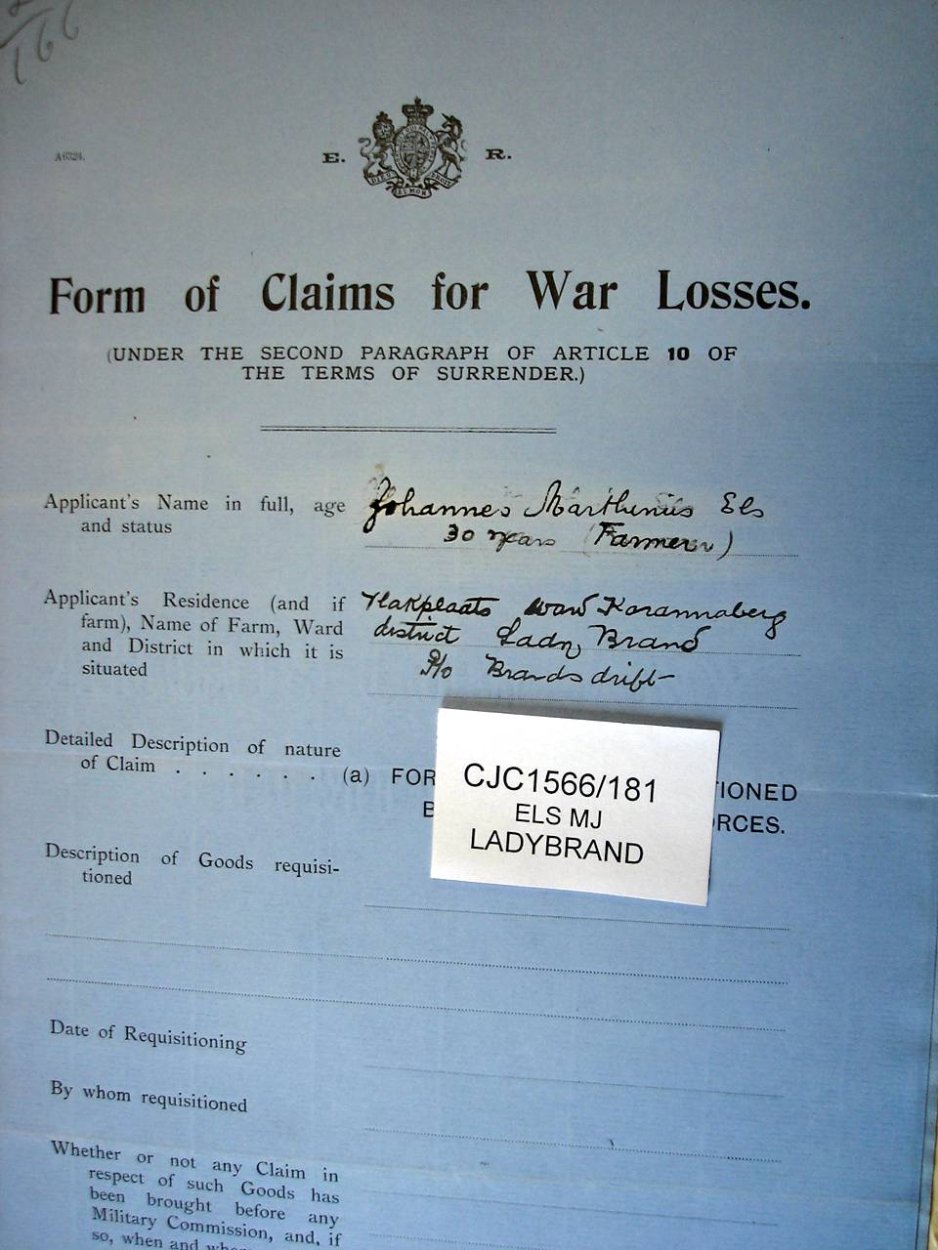 166
A6324.
E. R.
Form of Claims for War Losses.
(UNDER THE SECOND PARAGRAPH OF ARTICLE 10 OF
THE TERMS OF SURRENDER.)
Applicant's Name in full, age Johannes Marthinus Els
and status 30 years (Farmer)
Applicant's Residence (and if Vlakplaats ward Korannaberg
farm), Name of Farm, Ward district Lady Brand
and District in which it is P/o Brandsdrift
situated
Detailed Description of nature
of Claim . . . . . . (a) FOR TIONED
CJC1566/181
ELS MJ
LADYBRAND
B RCES.
Description of Goods requisi-
tioned
Date of Requisitioning
By whom requisitioned
Whether or not any Claim in
respect of such Goods has
been brought before any
Military Commission, and, if
so, when and